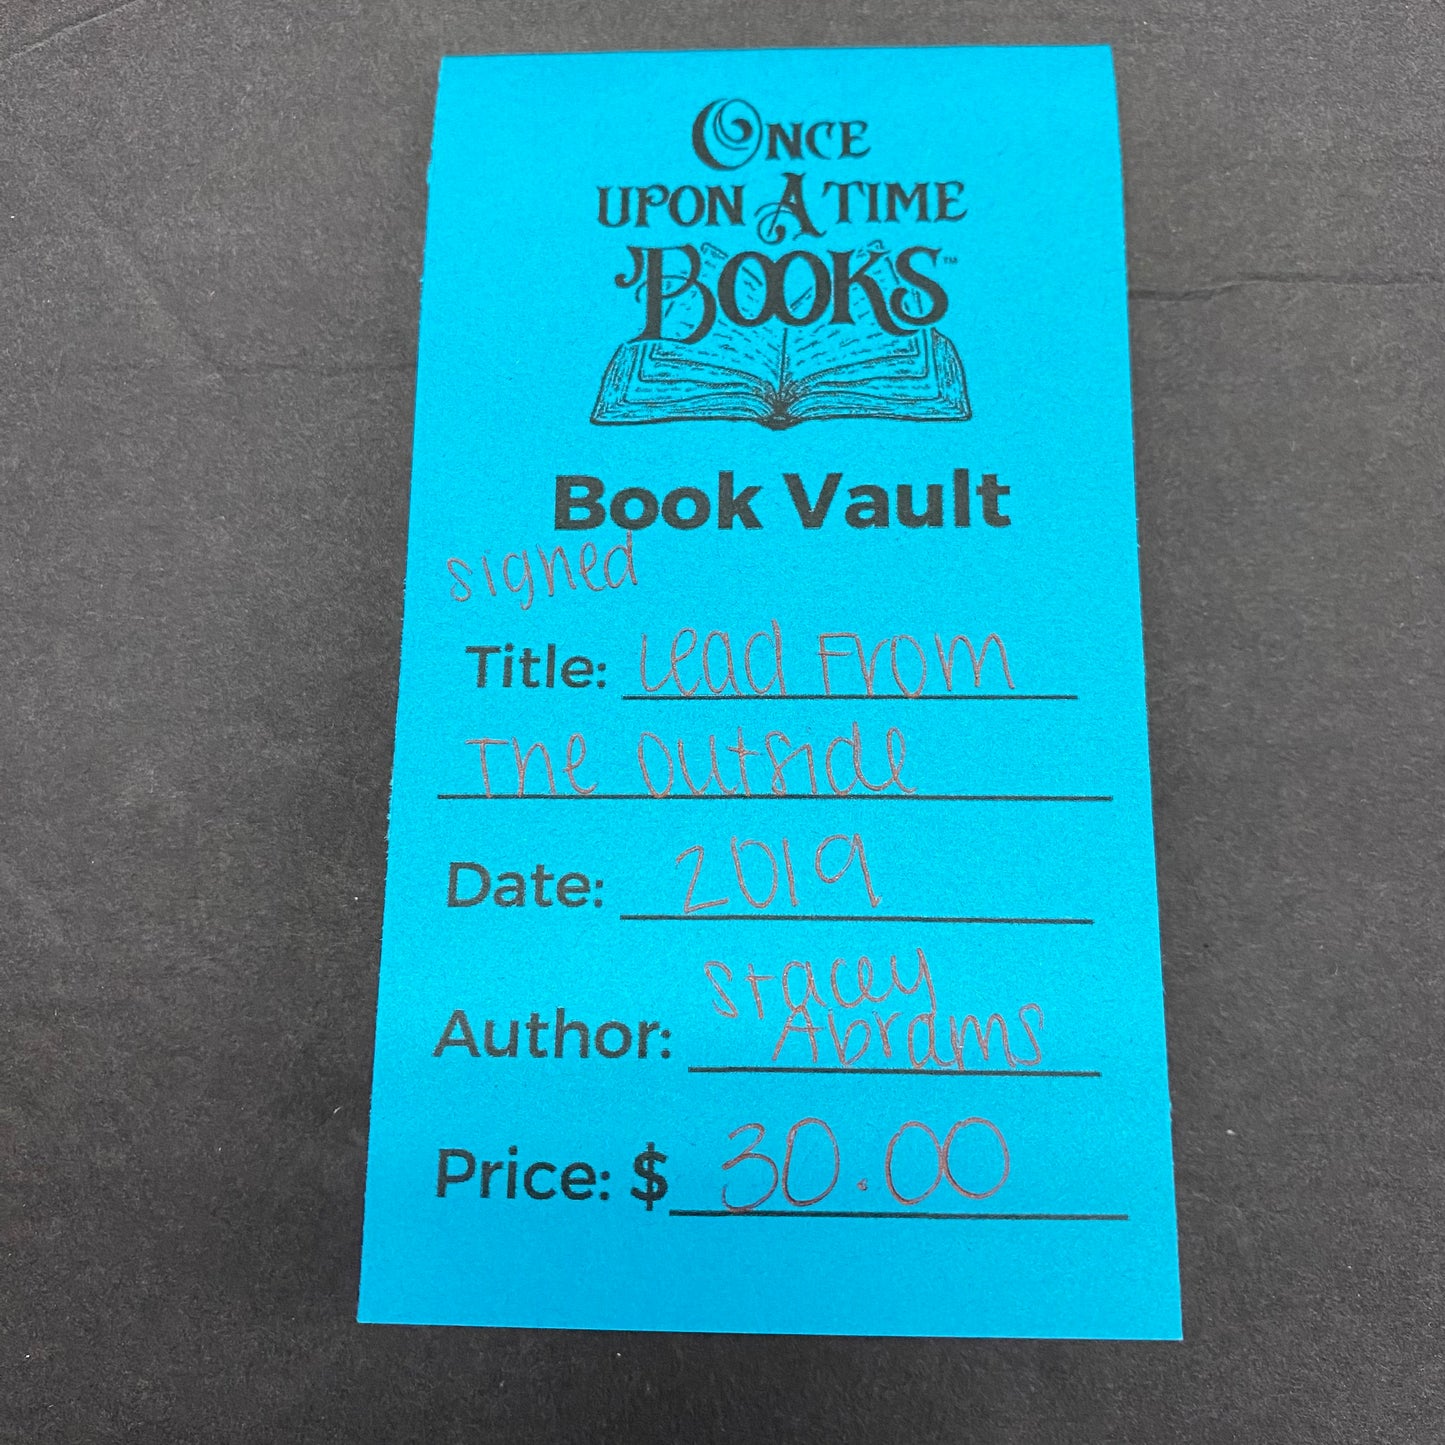 ONCE
UPON A TIME
BOOKS™
Book Vault
signed
Title: Lead From
The Outside
Date: 2019
Stacey
Author: Abrams
Price: $ 30.00